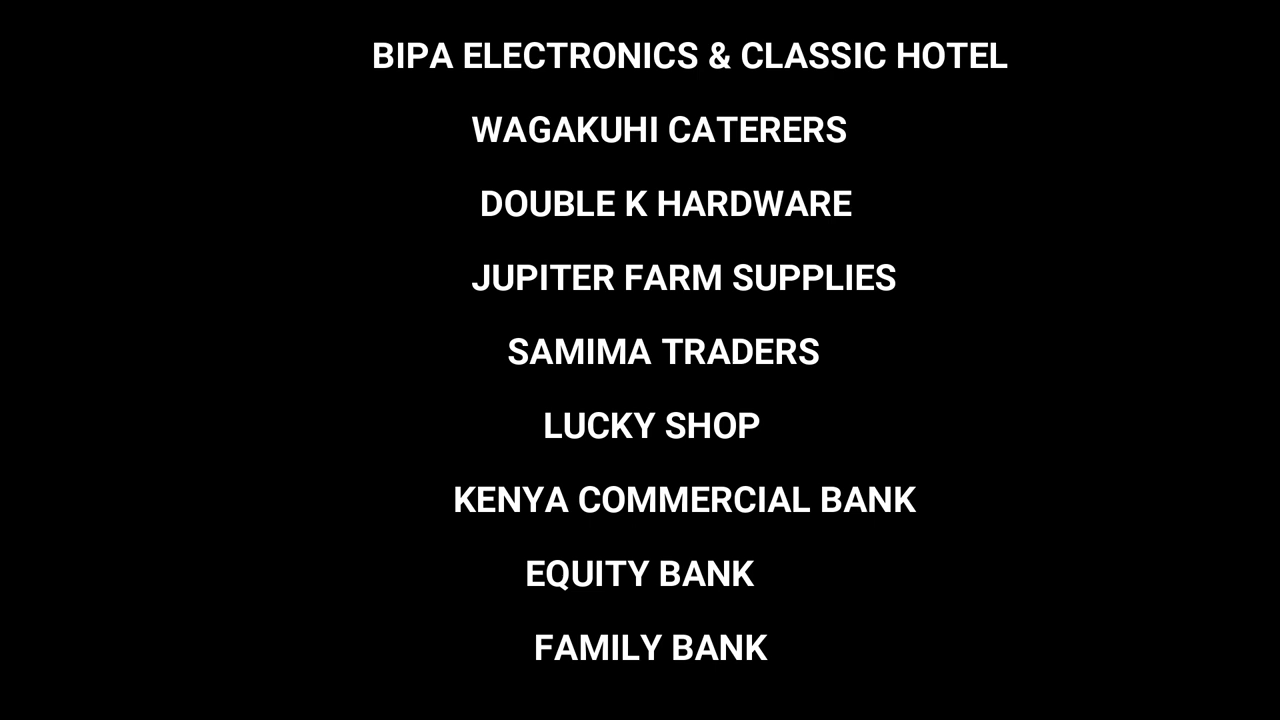 BIPA ELECTRONICS & CLASSIC HOTEL
WAGAKUHI CATERERS
DOUBLE K HARDWARE
JUPITER FARM SUPPLIES
SAMIMA TRADERS
LUCKY SHOP
KENYA COMMERCIAL BANK
EQUITY BANK
FAMILY BANK